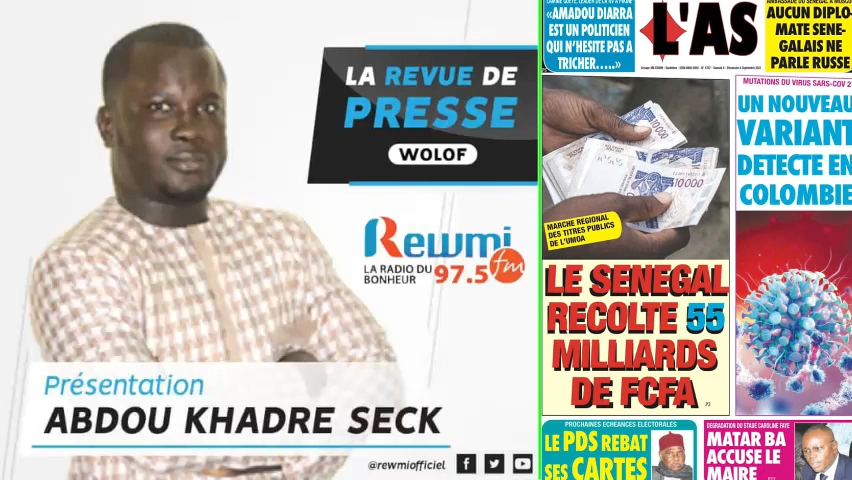 LA REVUE DE
PRESSE
WOLOF
Rewmi fm
LA RADIO DU
BONHEUR
97.5
Présentation
ABDOU KHADRE SECK
@rewmiofficiel
«AMADOU DIARRA
EST UN POLITICIEN
QUI N'HESITE PAS A
TRICHER.....»
L'AS
AUCUN DIPLO-
MATE SENE-
GALAIS NE
PARLE RUSSE
MUTATIONS DU VIRUS SARS-COV 2
UN NOUVEAU
VARIANT
DETECTE EN
COLOMBIE
10000
MARCHE REGIONAL
DES TITRES PUBLICS
DE L'UMOA
LE SENEGAL
RECOLTE 55
MILLIARDS
DE FCFA
PROCHAINES ECHEANCES ELECTORALES
LE PDS REBAT
SES CARTES
DEGRADATION DU STADE CAROLINE FAYE
MATAR BA
ACCUSE LE
MAIRE